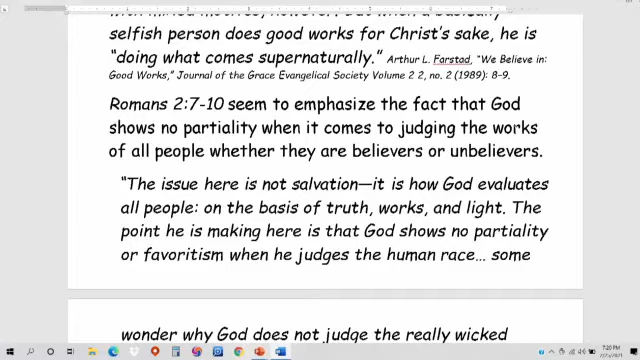 selfish person does good works for Christ's sake, he is
"doing what comes supernaturally." Arthur L. Farstad, "We Believe in:
Good Works," Journal of the Grace Evangelical Society Volume 2 2, no. 2 (1989): 8–9.
Romans 2:7-10 seem to emphasize the fact that God
shows no partiality when it comes to judging the works
of all people whether they are believers or unbelievers.
"The issue here is not salvation—it is how God evaluates
all people: on the basis of truth, works, and light. The
point he is making here is that God shows no partiality
or favoritism when he judges the human race… some
wonder why God does not judge the really wicked
7:20 PM